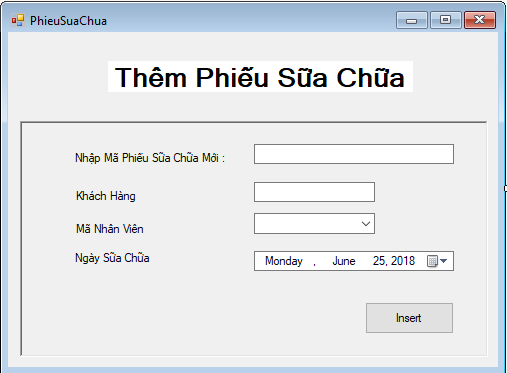 PhieuSuaChua
Thêm Phiếu Sữa Chữa
Nhập Mã Phiếu Sữa Chữa Mới :
Khách Hàng
Mã Nhân Viên
Ngày Sữa Chữa
Monday , June 25, 2018
Insert